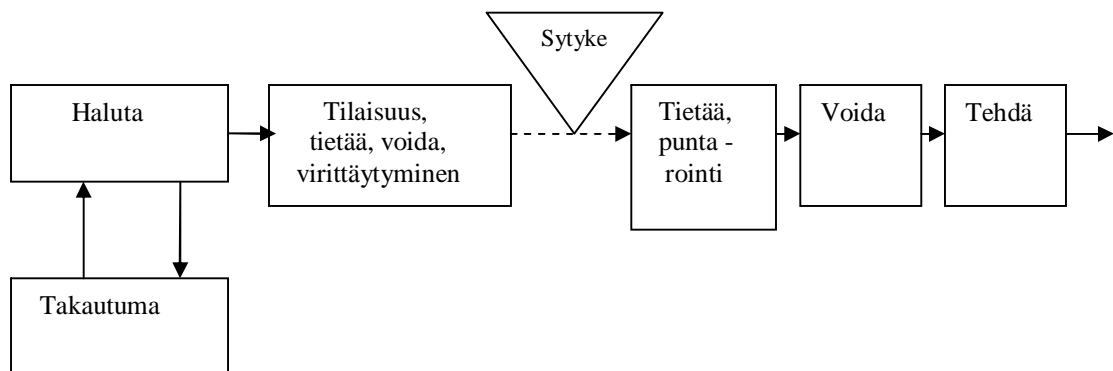 Sytyke
Haluta
Tilaisuus,
tietää, voida,
virittäytyminen
Tietää,
punta -
rointi
Voida
Tehdä
Takautuma